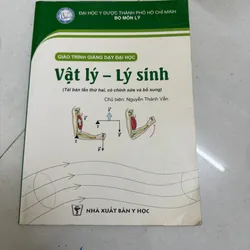 ĐẠI HỌC Y DƯỢC THÀNH PHỐ HỒ CHÍ MINH
BỘ MÔN LÝ
GIÁO TRÌNH GIẢNG DẠY ĐẠI HỌC
Vật lý – Lý sinh
(Tái bản lần thứ hai, có chỉnh sửa và bổ sung)
Chủ biên: Nguyễn Thành Vấn
NHÀ XUẤT BẢN Y HỌC